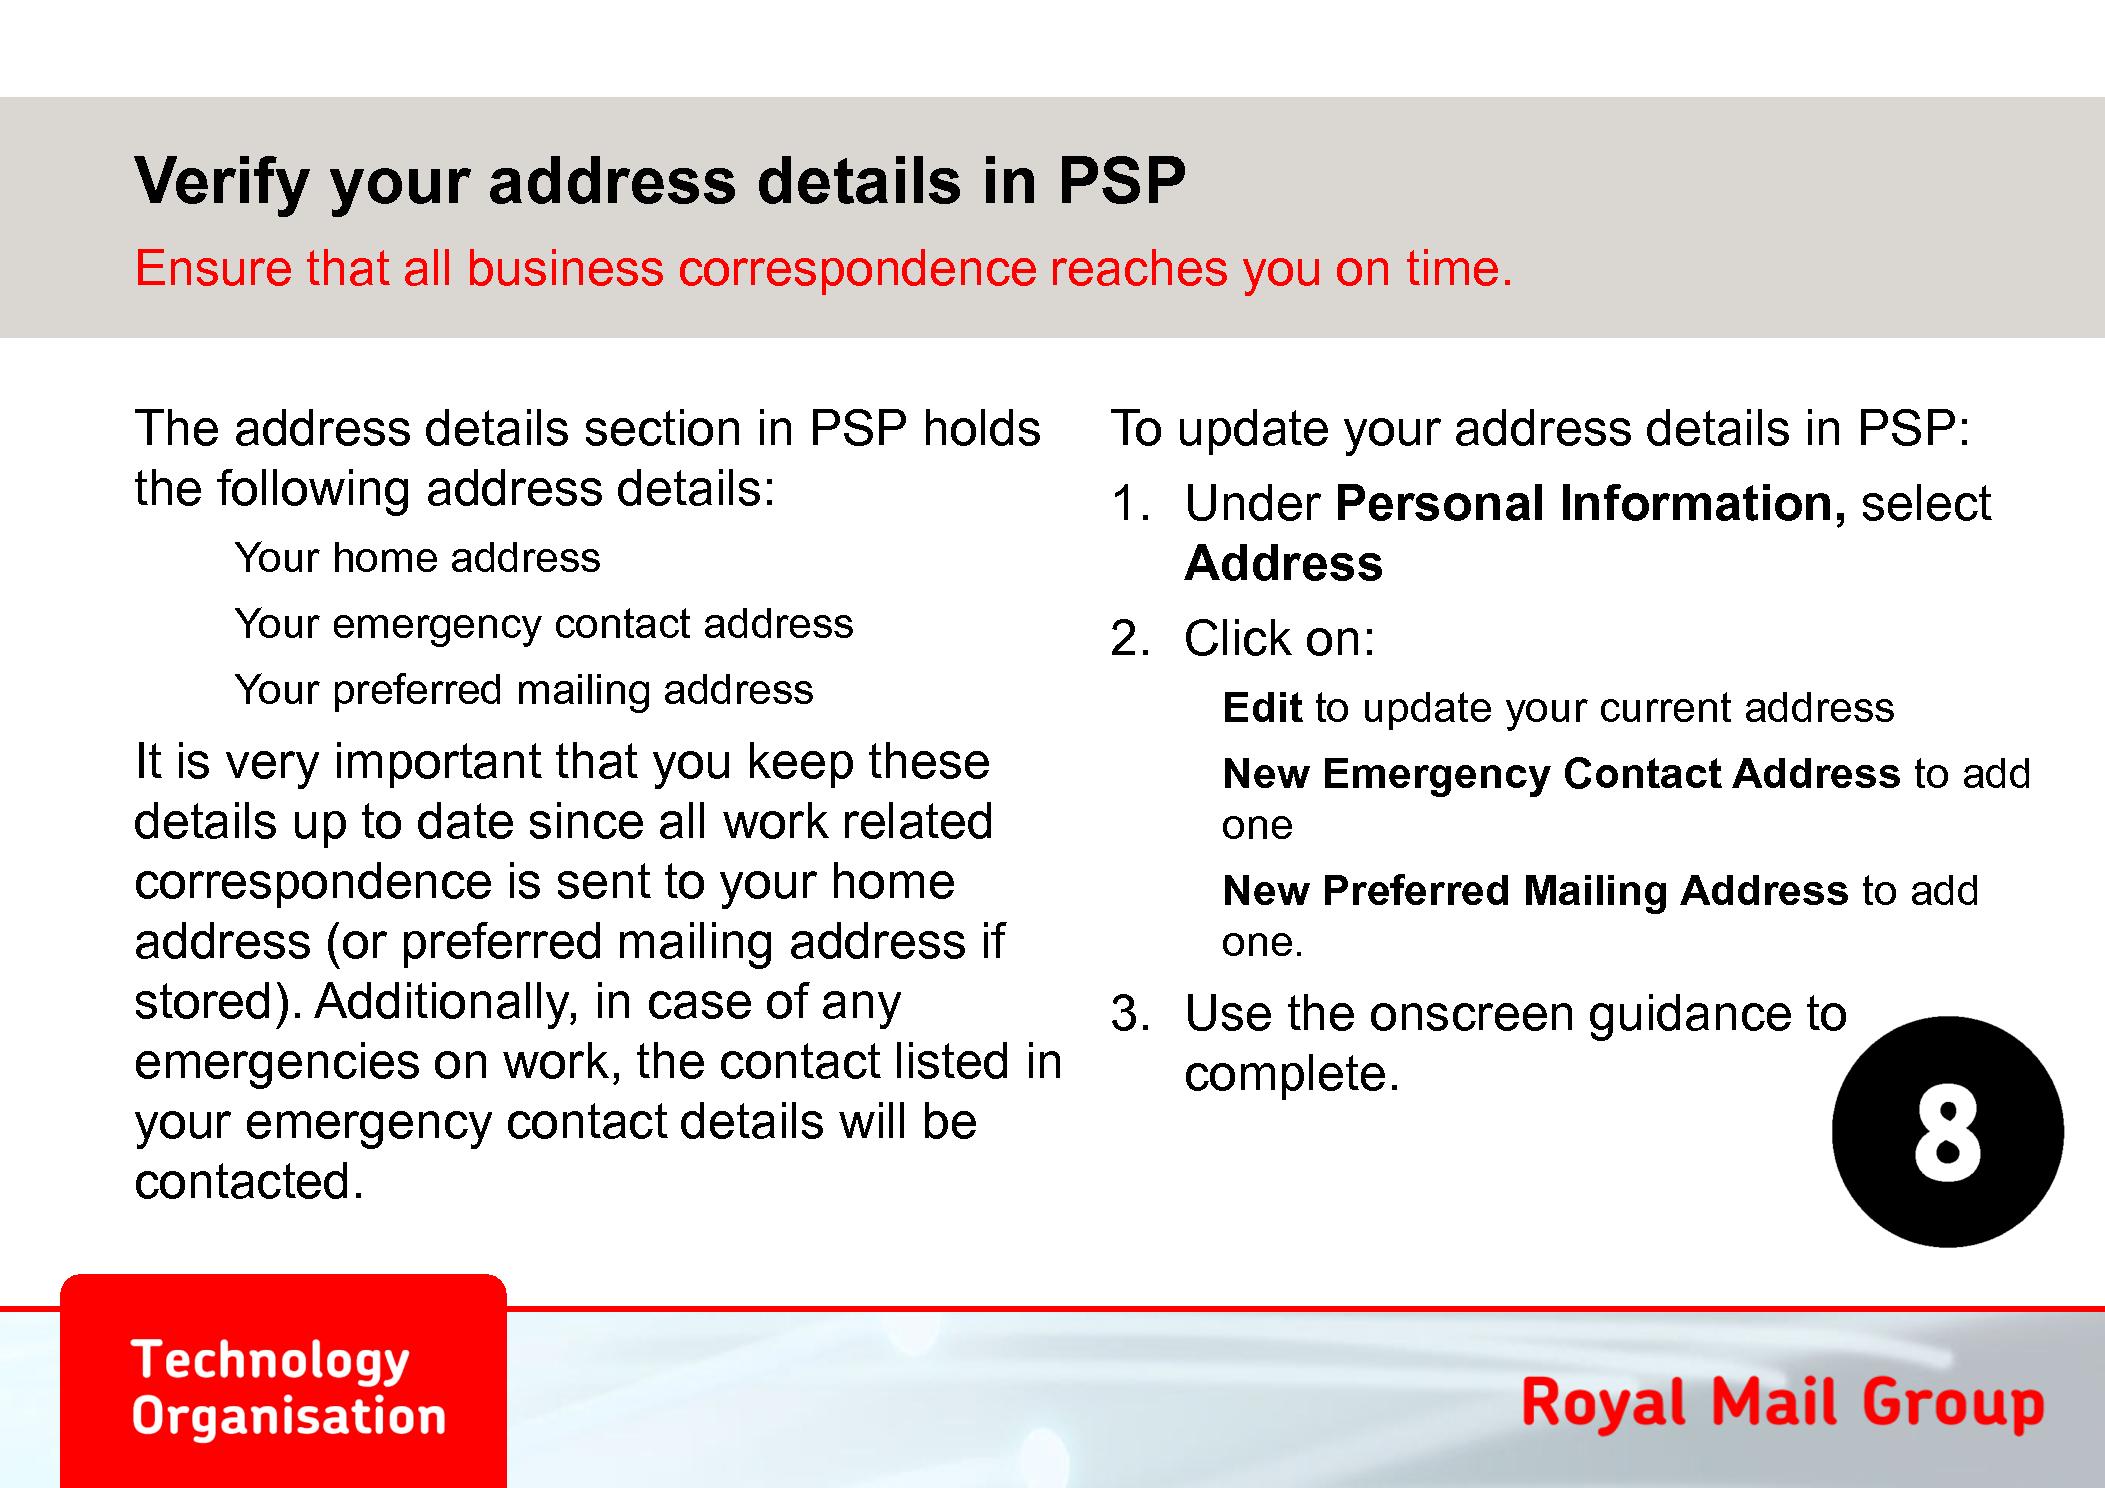 Verify your address details in PSP
Ensure that all business correspondence reaches you on time.
The address details section in PSP holds
the following address details:
Your home address
Your emergency contact address
Your preferred mailing address
It is very important that you keep these
details up to date since all work related
correspondence is sent to your home
address (or preferred mailing address if
stored). Additionally, in case of any
emergencies on work, the contact listed in
your emergency contact details will be
contacted.
To update your address details in PSP:
1. Under Personal Information, select
Address
2. Click on:
Edit to update your current address
New Emergency Contact Address to add
one
New Preferred Mailing Address to add
one.
3. Use the onscreen guidance to
complete.
8
Technology
Organisation
Royal Mail Group